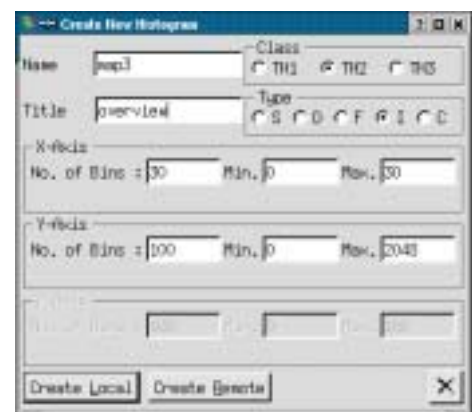 Create New Histogram
Name map3
Class
TH1 TH2 TH3
Title overview
Type
S D F I C
X-Axis
No. of Bins : 30 Min. 0 Max. 30
Y-Axis
No. of Bins : 100 Min. 0 Max. 2048
Create Local Create Remote